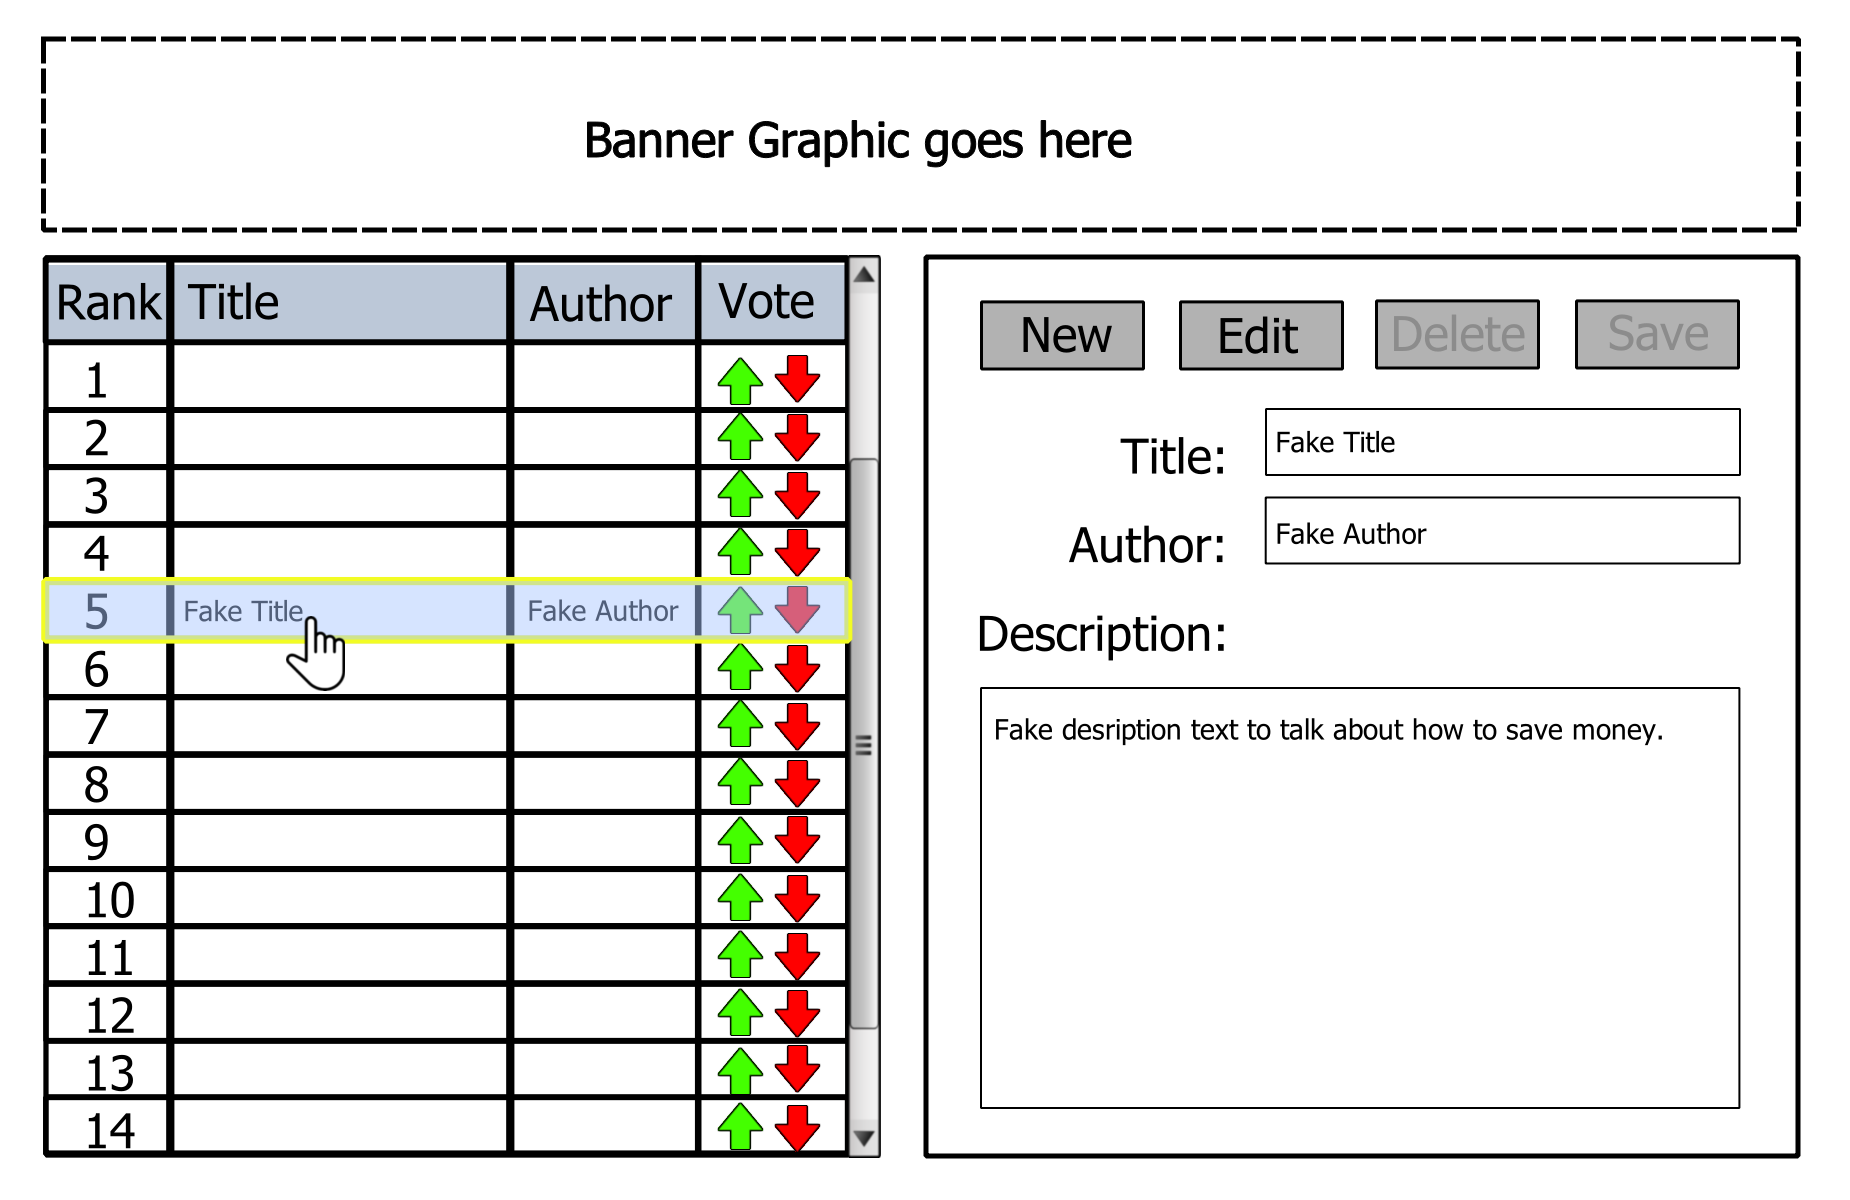 Banner Graphic goes here
Rank Title Author Vote
1
2
3
4
5 Fake Title Fake Author
6
7
8
9
10
11
12
13
14
New Edit Delete Save
Title: Fake Title
Author: Fake Author
Description:
Fake desription text to talk about how to save money.